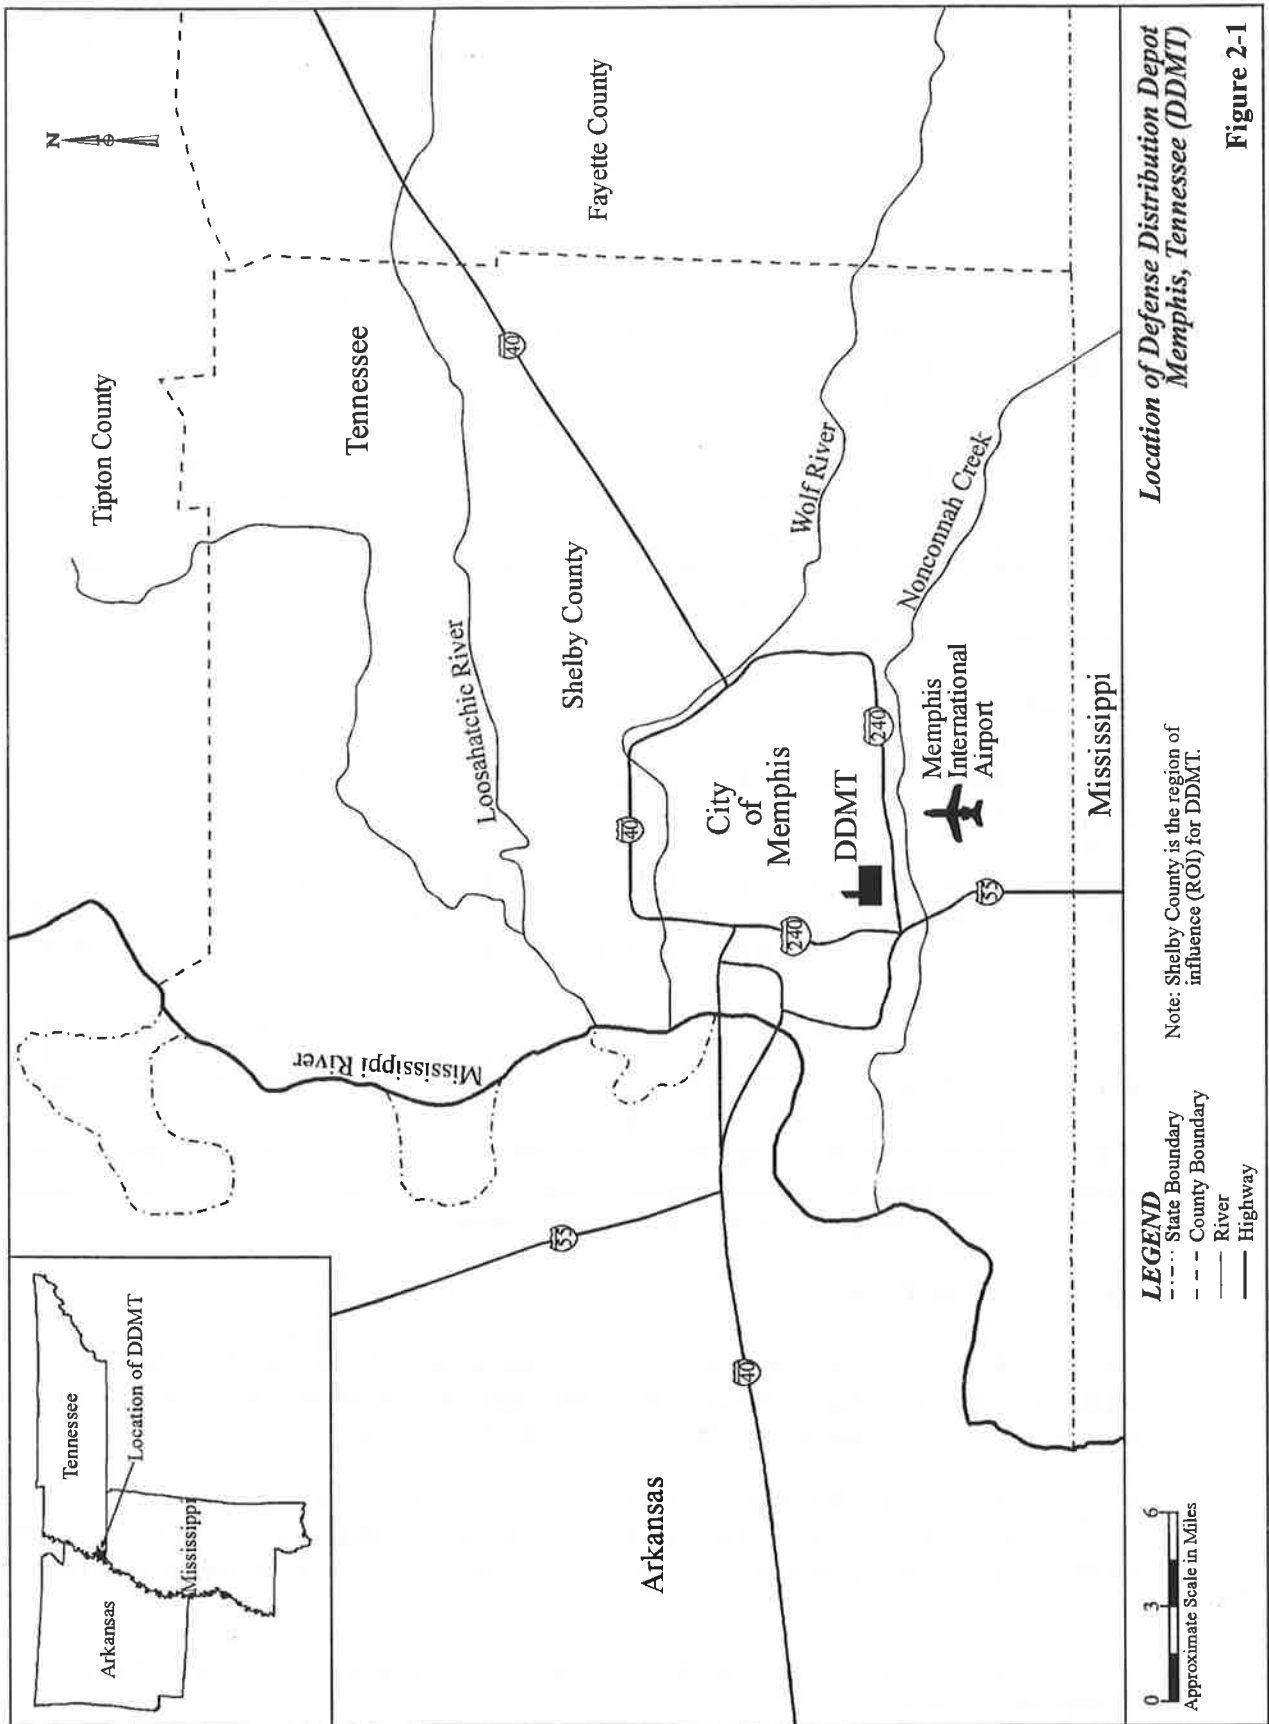 Tennessee
Arkansas
Mississippi
Location of DDMT
N
Tipton County
Fayette County
Tennessee
Shelby County
Loosahatchie River
Mississippi River
Wolf River
Nonconnah Creek
40
40
40
55
55
240
240
City
of
Memphis
DDMT
Memphis
International
Airport
Arkansas
Mississippi
0 3 6
Approximate Scale in Miles
LEGEND
State Boundary
County Boundary
River
Highway
Note: Shelby County is the region of
influence (ROI) for DDMT.
Location of Defense Distribution Depot
Memphis, Tennessee (DDMT)
Figure 2-1